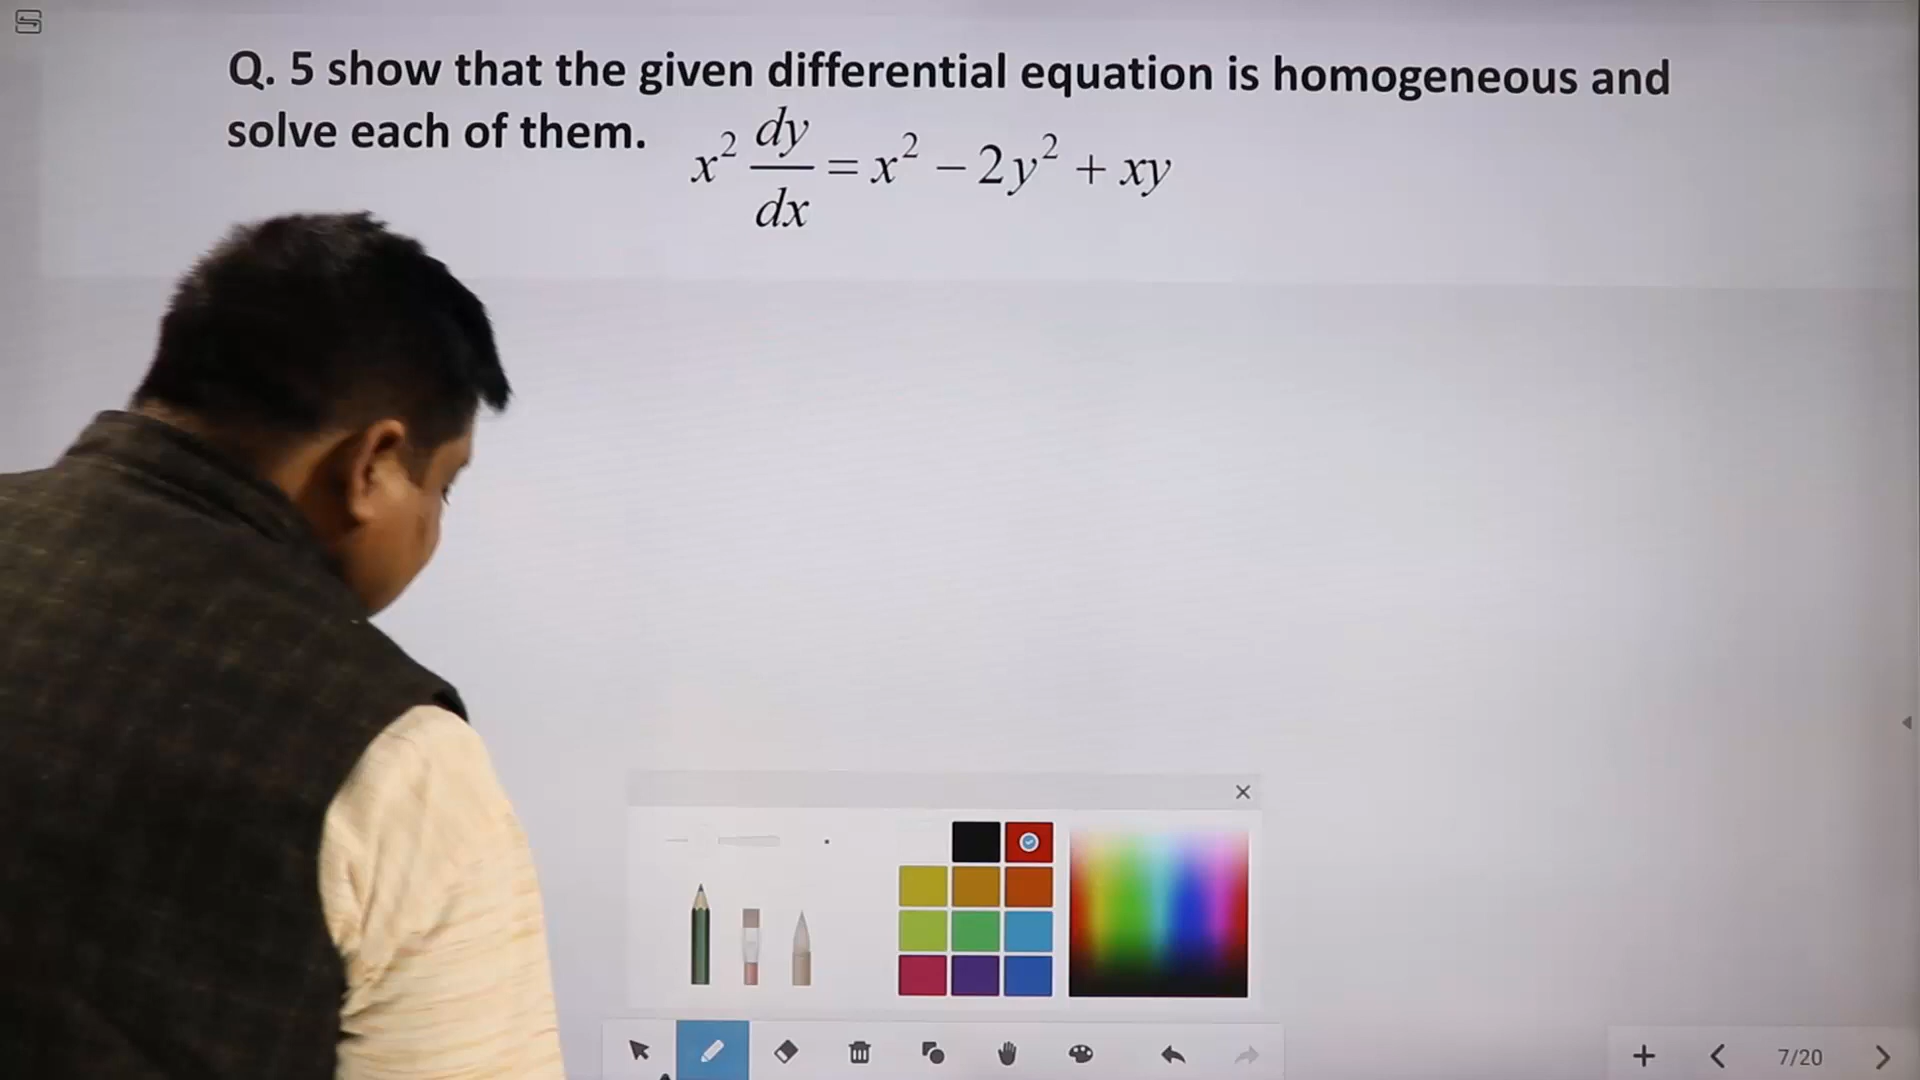 Q. 5 show that the given differential equation is homogeneous and
solve each of them. x² dy/dx = x² − 2y² + xy
7/20